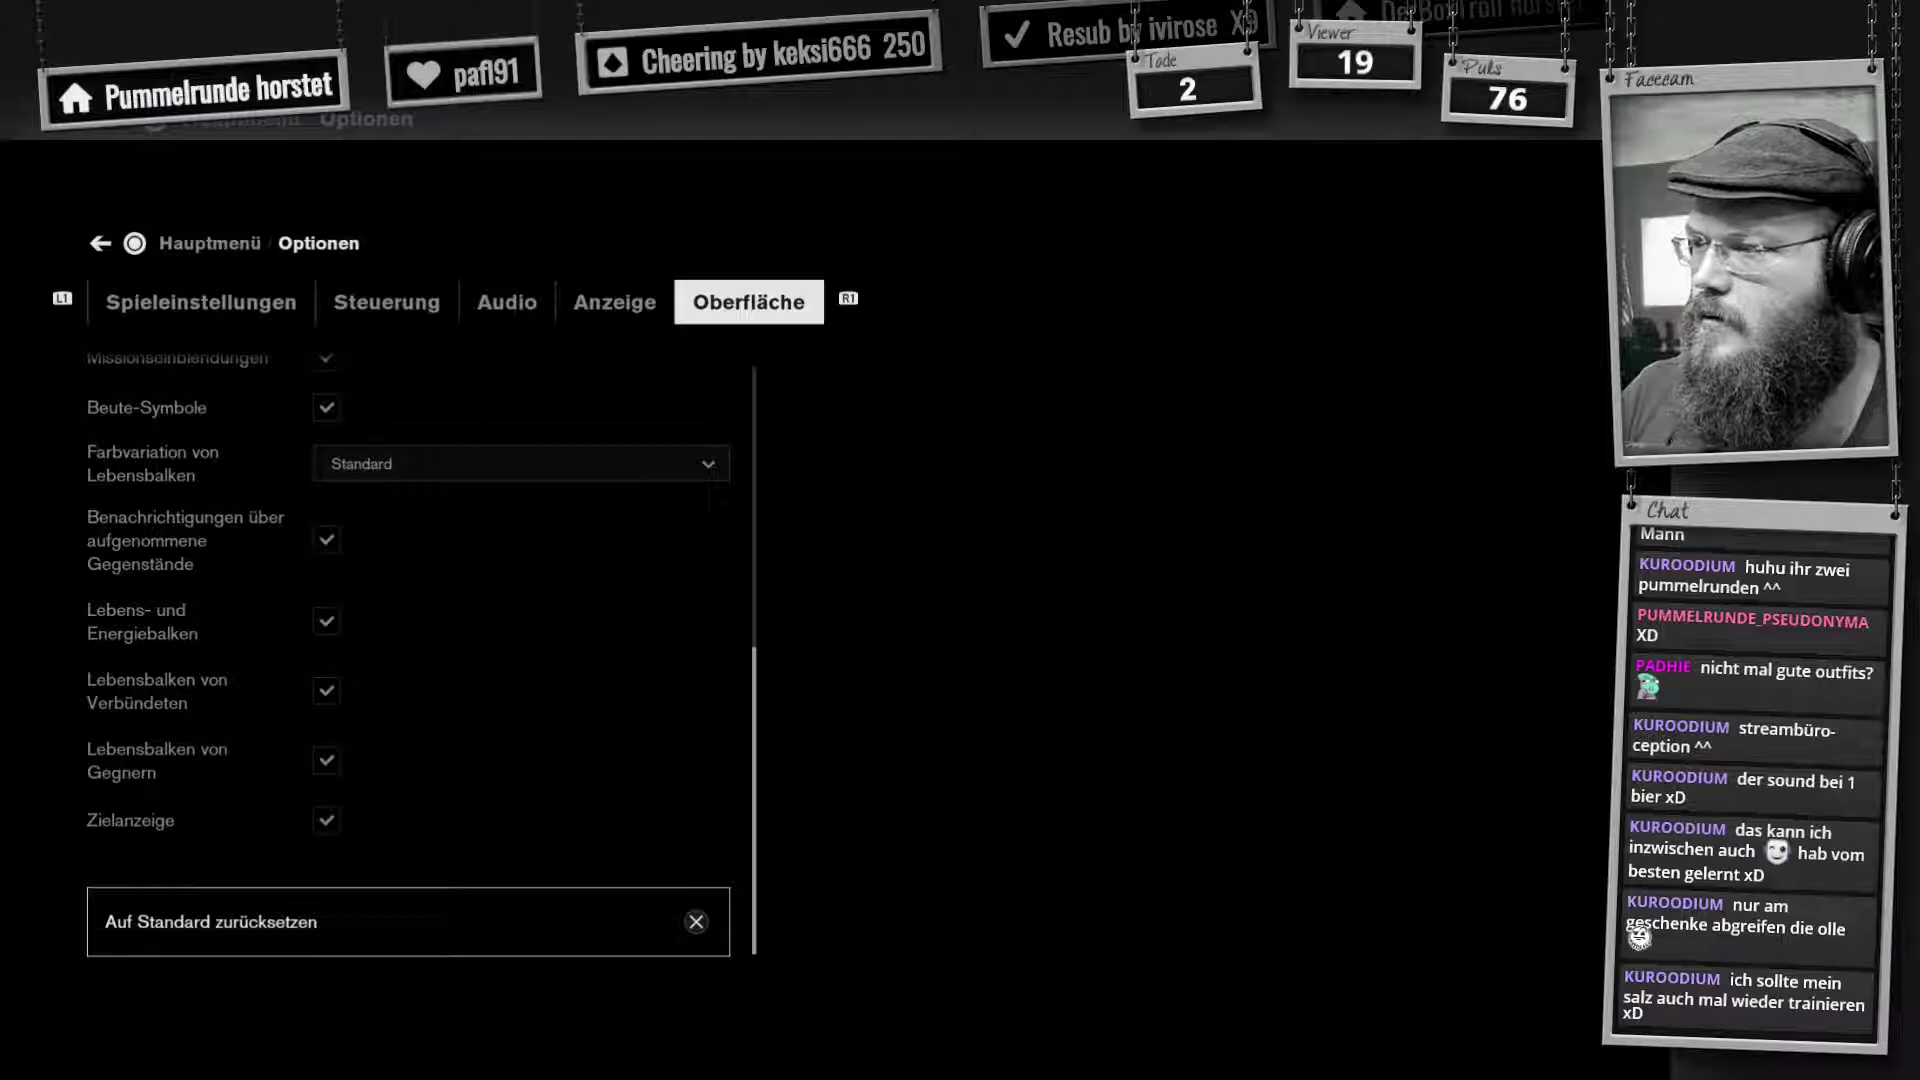 Pummelrunde horstet
pafl91
Cheering by keksi666 250
Resub by ivirose X9
Tode
2
Viewer
19
Puls
76
Facecam
Optionen
Hauptmenü / Optionen
L1
Spieleinstellungen
Steuerung
Audio
Anzeige
Oberfläche
R1
Missionseinblendungen
Beute-Symbole
Farbvariation von
Lebensbalken
Standard
Benachrichtigungen über
aufgenommene
Gegenstände
Lebens- und
Energiebalken
Lebensbalken von
Verbündeten
Lebensbalken von
Gegnern
Zielanzeige
Auf Standard zurücksetzen
Chat
Mann
KUROODIUM huhu ihr zwei
pummelrunden ^^
PUMMELRUNDE_PSEUDONYMA
XD
PADHIE nicht mal gute outfits?
KUROODIUM streambüro-
ception ^^
KUROODIUM der sound bei 1
bier xD
KUROODIUM das kann ich
inzwischen auch hab vom
besten gelernt xD
KUROODIUM nur am
geschenke abgreifen die olle
KUROODIUM ich sollte mein
salz auch mal wieder trainieren
xD